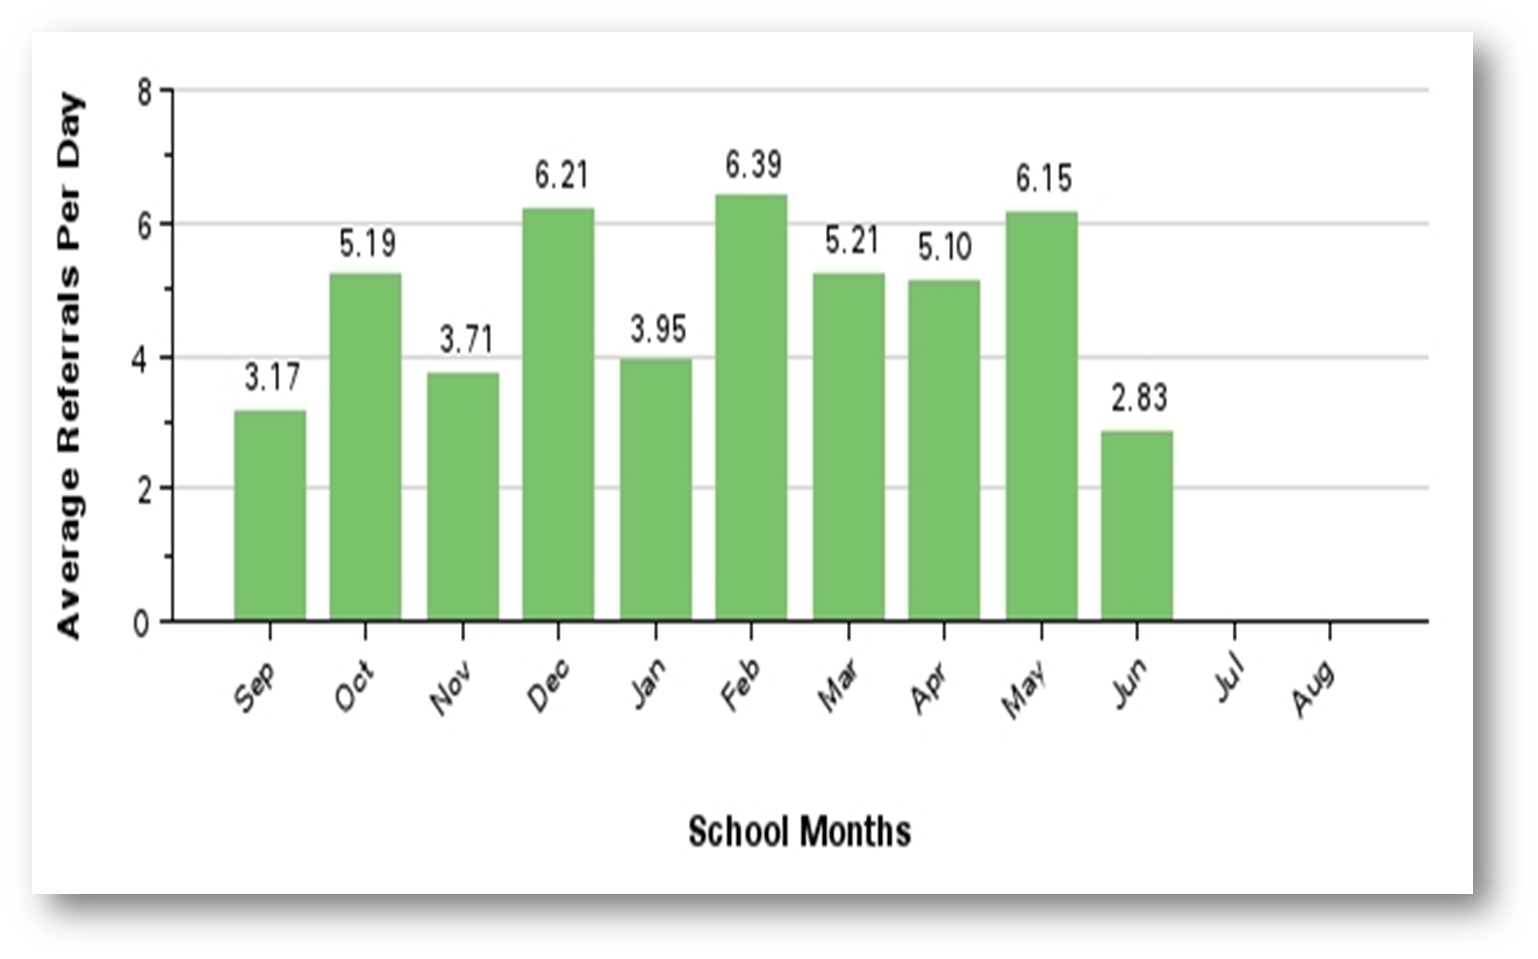 Average Referrals Per Day
8
6
4
2
0
3.17
5.19
3.71
6.21
3.95
6.39
5.21
5.10
6.15
2.83
Sep
Oct
Nov
Dec
Jan
Feb
Mar
Apr
May
Jun
Jul
Aug
School Months